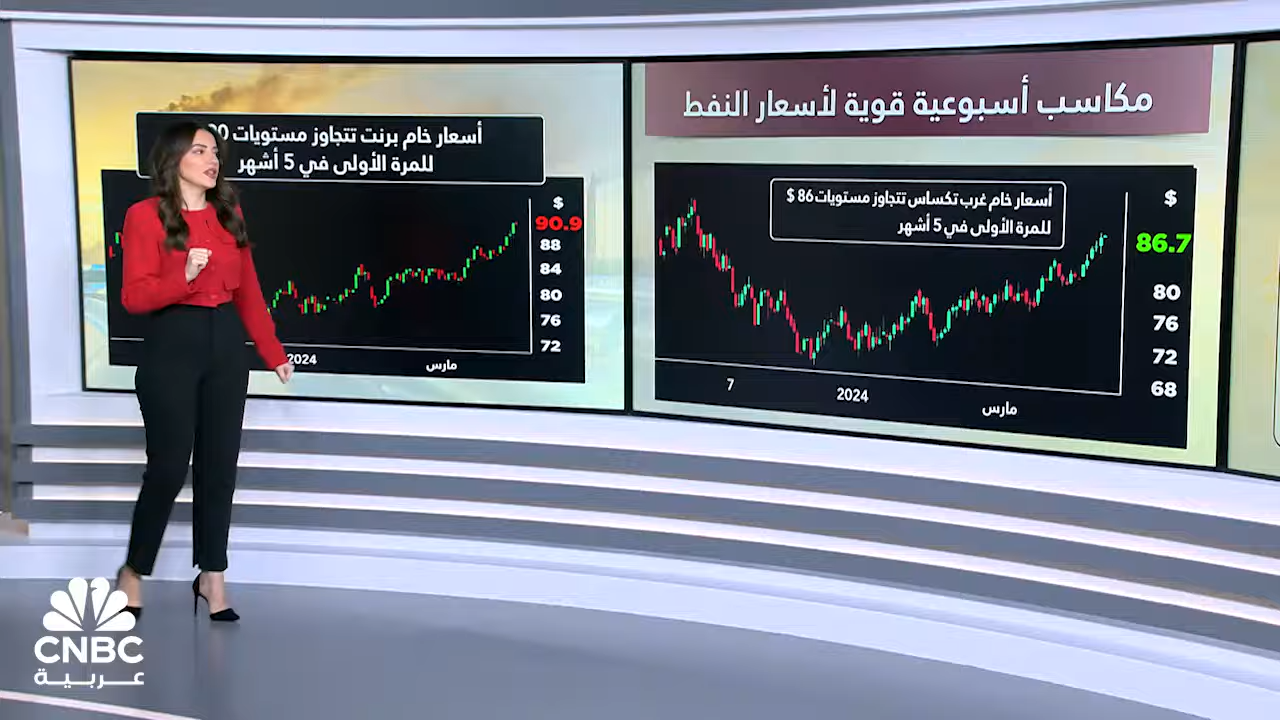 مكاسب أسبوعية قوية لأسعار النفط
أسعار خام غرب تكساس تتجاوز مستويات 86 $
للمرة الأولى في 5 أشهر
$
86.7
80
76
72
68
7
2024
مارس
أسعار خام برنت تتجاوز مستويات
للمرة الأولى في 5 أشهر
$
90.9
88
84
80
76
72
2024
مارس
CNBC
عربية